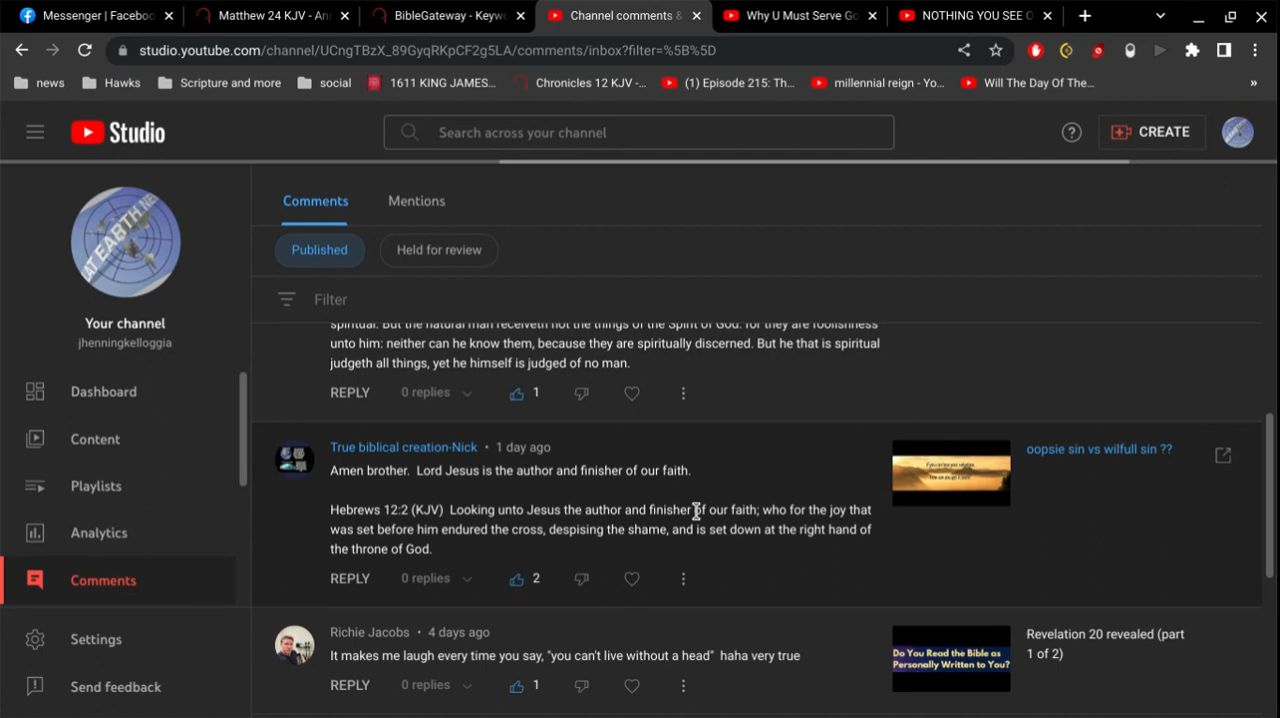 Messenger | Faceboo
Matthew 24 KJV - An
BibleGateway - Keywo
Channel comments &
Why U Must Serve Go
NOTHING YOU SEE O
studio.youtube.com/channel/UCngTBzX_89GyqRKpCF2g5LA/comments/inbox?filter=%5B%5D
news
Hawks
Scripture and more
social
1611 KING JAMES...
Chronicles 12 KJV -...
(1) Episode 215: Th...
millennial reign - Yo...
Will The Day Of The...
»
Studio
Search across your channel
CREATE
AT EARTH NE
Your channel
jhenningkelloggia
Dashboard
Content
Playlists
Analytics
Comments
Settings
Send feedback
Comments
Mentions
Published
Held for review
Filter
spiritual. But the natural man receiveth not the things of the Spirit of God: for they are foolishness
unto him: neither can he know them, because they are spiritually discerned. But he that is spiritual
judgeth all things, yet he himself is judged of no man.
REPLY 0 replies 1
True biblical creation-Nick • 1 day ago
Amen brother. Lord Jesus is the author and finisher of our faith.
Hebrews 12:2 (KJV) Looking unto Jesus the author and finisher of our faith; who for the joy that
was set before him endured the cross, despising the shame, and is set down at the right hand of
the throne of God.
REPLY 0 replies 2
oopsie sin vs wilfull sin ??
Richie Jacobs • 4 days ago
It makes me laugh every time you say, "you can't live without a head" haha very true
REPLY 0 replies 1
Do You Read the Bible as
Personally Written to You?
Revelation 20 revealed (part
1 of 2)